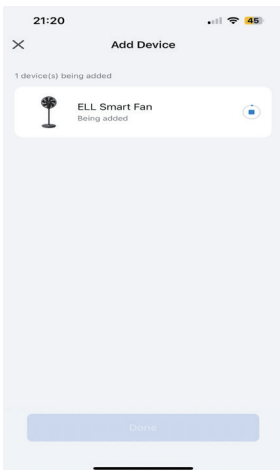 21:20
45
Add Device
1 device(s) being added
ELL Smart Fan
Being added
Done